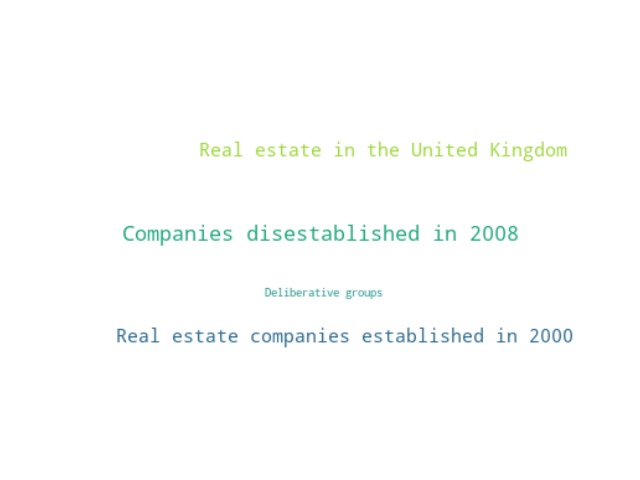 Real estate in the United Kingdom
Companies disestablished in 2008
Deliberative groups
Real estate companies established in 2000